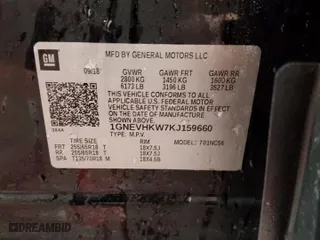 GM
MFD BY GENERAL MOTORS LLC
09/18
GVWR GAWR FRT GAWR RR
2800 KG 1450 KG 1600 KG
6173 LB 3196 LB 3527 LB
THIS VEHICLE CONFORMS TO ALL APPLICABLE
U.S. FEDERAL MOTOR VEHICLE SAFETY
STANDARDS IN EFFECT ON THE DATE OF
MANUFACTURE SHOWN ABOVE.
1GNEVHKW7KJ159660
TYPE: M.P.V. MODEL:
TIRE SIZE RIM
FRT 255/65R18 T 18X7.5J
RR 255/65R18 T 18X7.5J
SPA T135/70R18 M 18X4.5B
DREAMBID